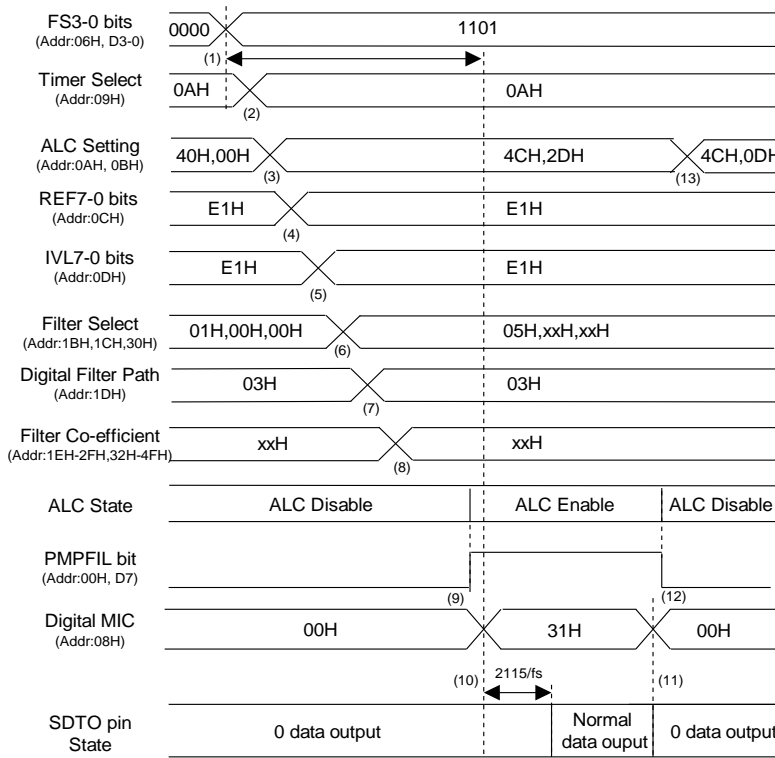 FS3-0 bits
(Addr:06H, D3-0)
0000
1101
(1)
Timer Select
(Addr:09H)
0AH
0AH
(2)
ALC Setting
(Addr:0AH, 0BH)
40H,00H
4CH,2DH
4CH,0DH
(3)
(13)
REF7-0 bits
(Addr:0CH)
E1H
E1H
(4)
IVL7-0 bits
(Addr:0DH)
E1H
E1H
(5)
Filter Select
(Addr:1BH,1CH,30H)
01H,00H,00H
05H,xxH,xxH
(6)
Digital Filter Path
(Addr:1DH)
03H
03H
(7)
Filter Co-efficient
(Addr:1EH-2FH,32H-4FH)
xxH
xxH
(8)
ALC State
ALC Disable
ALC Enable
ALC Disable
PMPFIL bit
(Addr:00H, D7)
(9)
(12)
Digital MIC
(Addr:08H)
00H
31H
00H
(10)
2115/fs
(11)
SDTO pin
State
0 data output
Normal
data ouput
0 data output